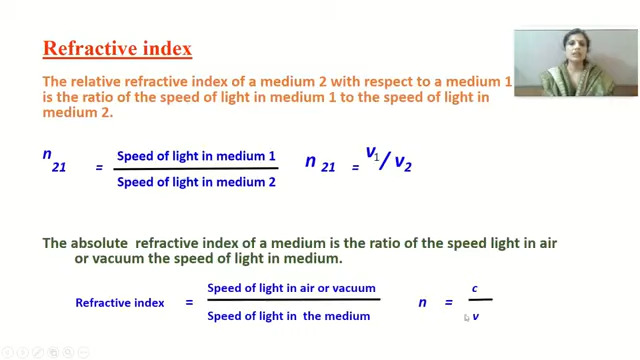 Refractive index
The relative refractive index of a medium 2 with respect to a medium 1
is the ratio of the speed of light in medium 1 to the speed of light in
medium 2.
n 21 = Speed of light in medium 1 / Speed of light in medium 2 n 21 = v1 / v2
The absolute refractive index of a medium is the ratio of the speed light in air
or vacuum the speed of light in medium.
Refractive index = Speed of light in air or vacuum / Speed of light in the medium n = c / v